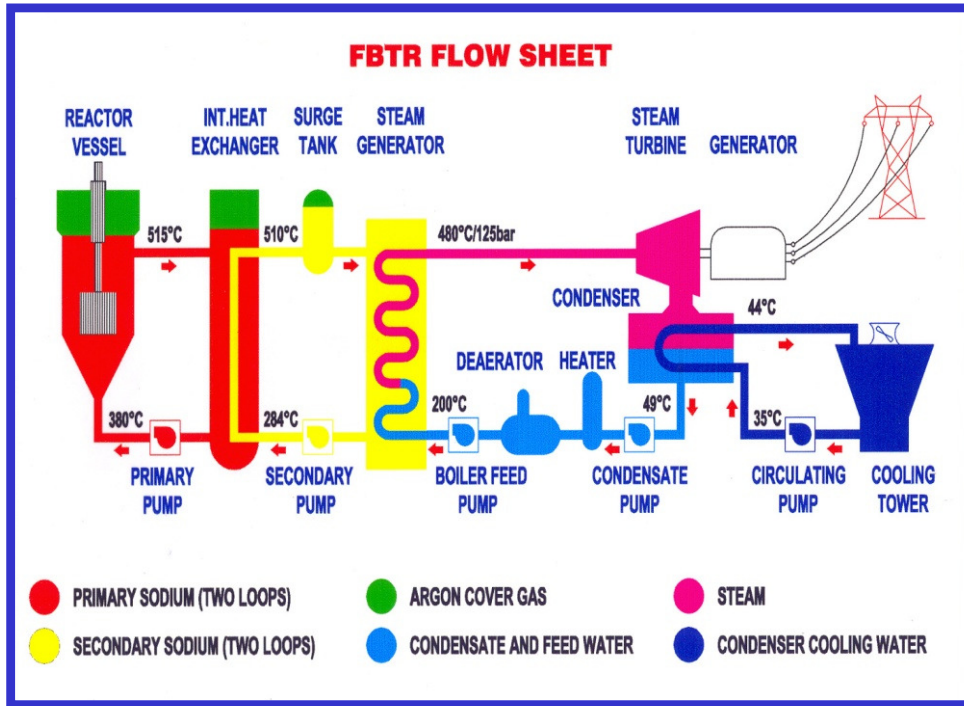 FBTR FLOW SHEET
REACTOR
VESSEL
INT.HEAT
EXCHANGER
SURGE
TANK
STEAM
GENERATOR
STEAM
TURBINE
GENERATOR
515°C
510°C
480°C/125bar
CONDENSER
44°C
DEAERATOR
HEATER
380°C
284°C
200°C
49°C
35°C
PRIMARY
PUMP
SECONDARY
PUMP
BOILER FEED
PUMP
CONDENSATE
PUMP
CIRCULATING
PUMP
COOLING
TOWER
PRIMARY SODIUM (TWO LOOPS)
ARGON COVER GAS
STEAM
SECONDARY SODIUM (TWO LOOPS)
CONDENSATE AND FEED WATER
CONDENSER COOLING WATER